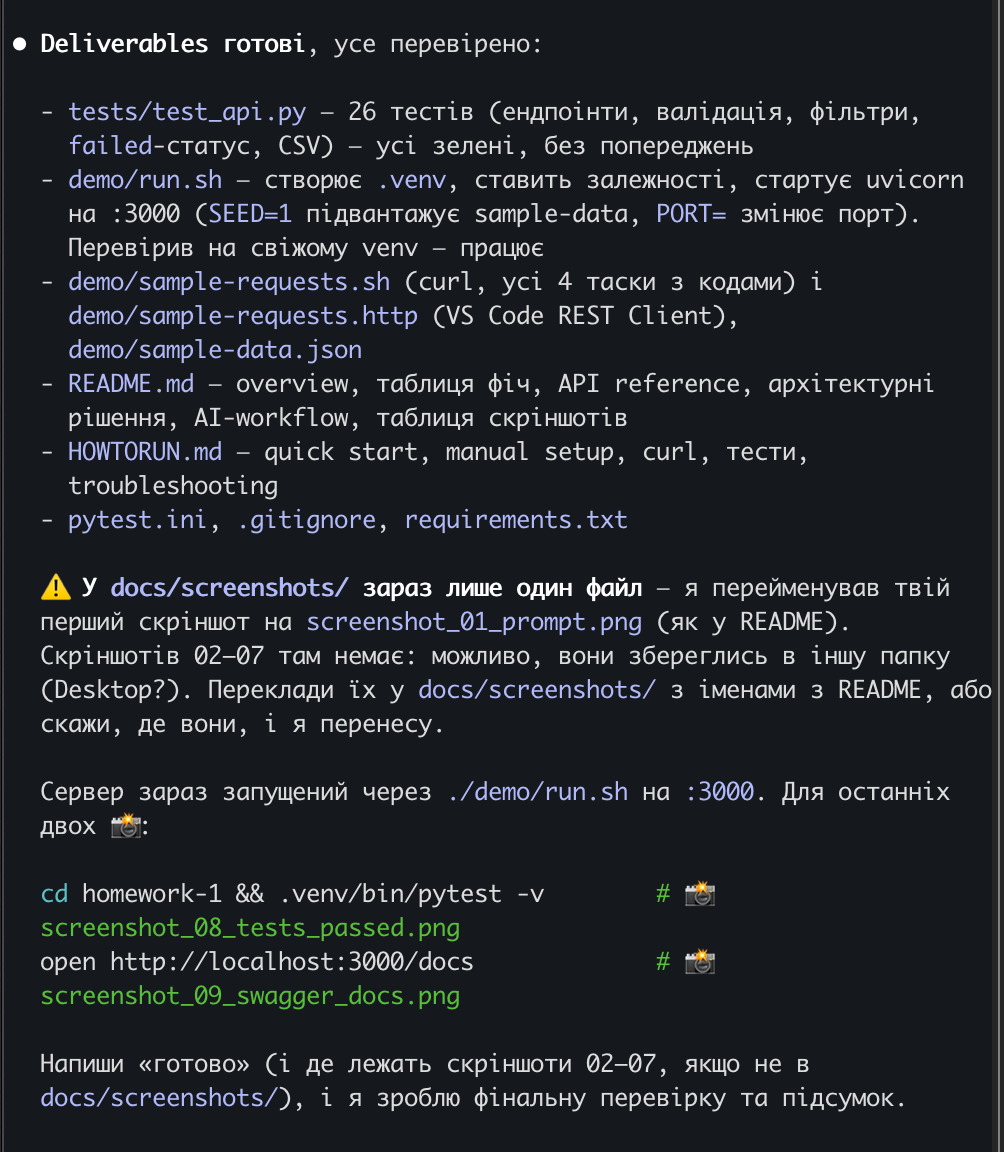 ● Deliverables готові, усе перевірено:
- tests/test_api.py — 26 тестів (ендпоінти, валідація, фільтри,
failed-статус, CSV) — усі зелені, без попереджень
- demo/run.sh — створює .venv, ставить залежності, стартує uvicorn
на :3000 (SEED=1 підвантажує sample-data, PORT= змінює порт).
Перевірив на свіжому venv — працює
- demo/sample-requests.sh (curl, усі 4 таски з кодами) і
demo/sample-requests.http (VS Code REST Client),
demo/sample-data.json
- README.md — overview, таблиця фіч, API reference, архітектурні
рішення, AI-workflow, таблиця скріншотів
- HOWTORUN.md — quick start, manual setup, curl, тести,
troubleshooting
- pytest.ini, .gitignore, requirements.txt
⚠️ У docs/screenshots/ зараз лише один файл — я перейменував твій
перший скріншот на screenshot_01_prompt.png (як у README).
Скріншотів 02–07 там немає: можливо, вони збереглись в іншу папку
(Desktop?). Переклади їх у docs/screenshots/ з іменами з README, або
скажи, де вони, і я перенесу.
Сервер зараз запущений через ./demo/run.sh на :3000. Для останніх
двох 📸:
cd homework-1 && .venv/bin/pytest -v # 📸
screenshot_08_tests_passed.png
open http://localhost:3000/docs # 📸
screenshot_09_swagger_docs.png
Напиши «готово» (і де лежать скріншоти 02–07, якщо не в
docs/screenshots/), і я зроблю фінальну перевірку та підсумок.